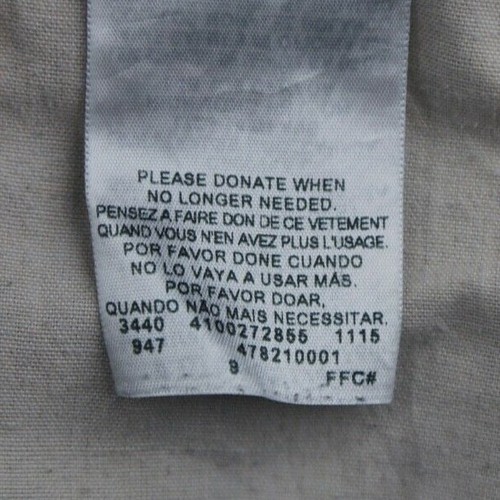 PLEASE DONATE WHEN
NO LONGER NEEDED.
PENSEZ A FAIRE DON DE CE VETEMENT
QUAND VOUS N'EN AVEZ PLUS L'USAGE.
POR FAVOR DONE CUANDO
NO LO VAYA A USAR MÁS.
POR FAVOR DOAR,
QUANDO NÃO MAIS NECESSITAR.
3440 4100272855 1115
947 478210001
9 FFC#